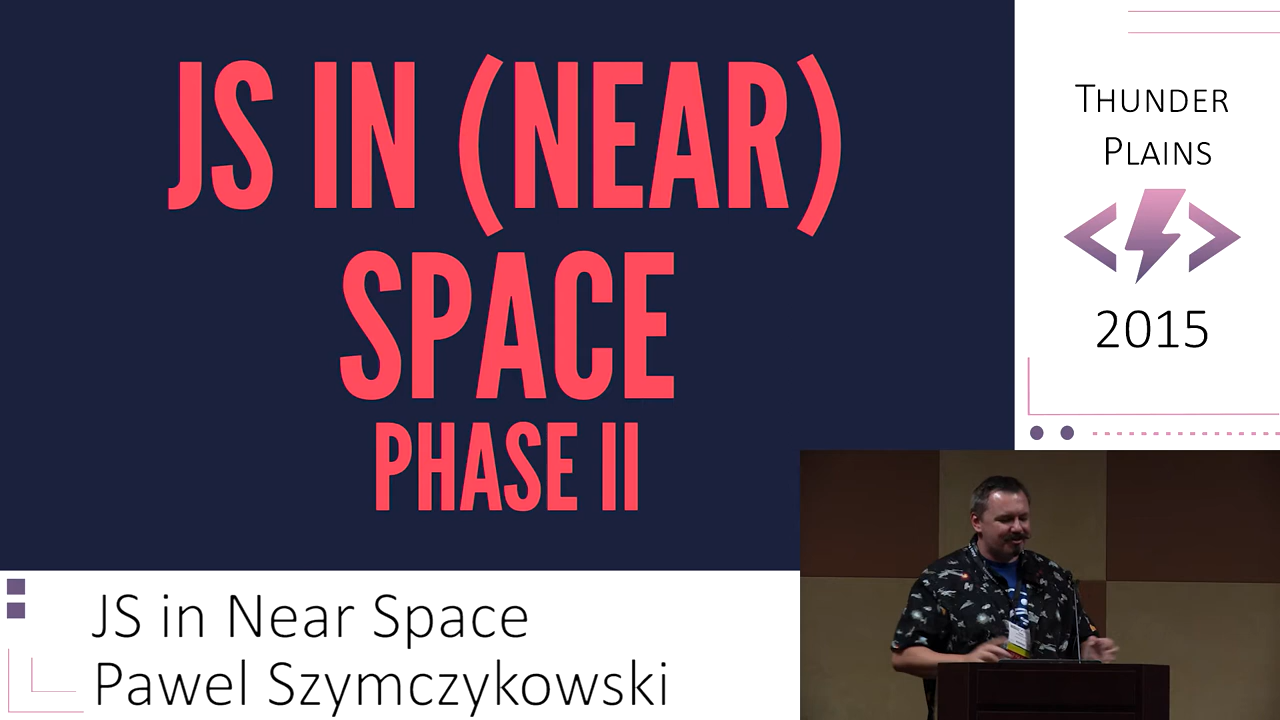 JS IN (NEAR)
SPACE
PHASE II
THUNDER
PLAINS
2015
JS in Near Space
Pawel Szymczykowski